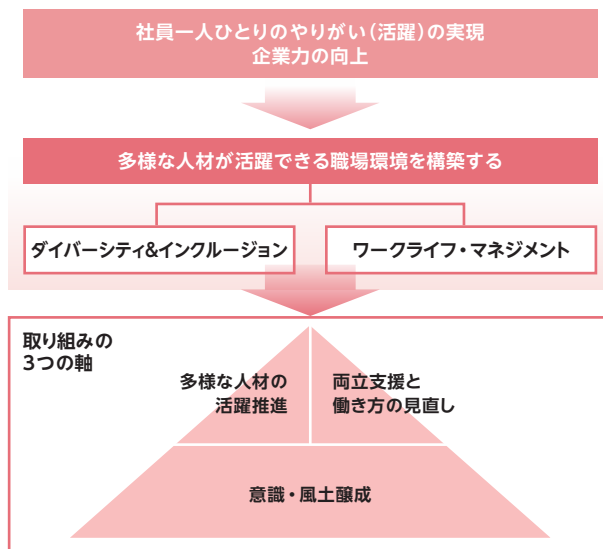 社員一人ひとりのやりがい（活躍）の実現
企業力の向上
多様な人材が活躍できる職場環境を構築する
ダイバーシティ&インクルージョン
ワークライフ・マネジメント
取り組みの
3つの軸
多様な人材の
活躍推進
両立支援と
働き方の見直し
意識・風土醸成